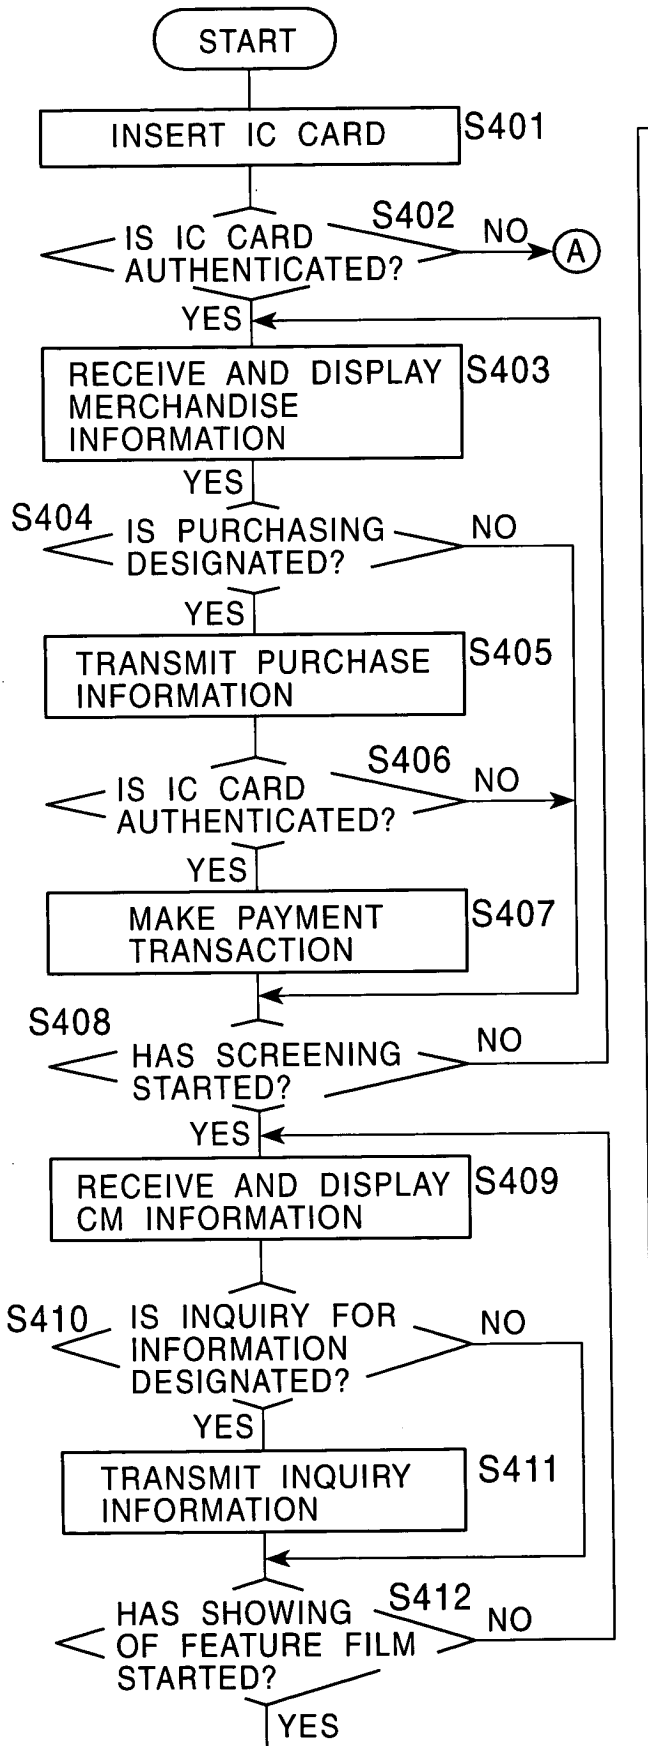 START
INSERT IC CARD
S401
S402
IS IC CARD
AUTHENTICATED?
NO
A
YES
RECEIVE AND DISPLAY
MERCHANDISE
INFORMATION
S403
YES
S404
IS PURCHASING
DESIGNATED?
NO
YES
TRANSMIT PURCHASE
INFORMATION
S405
S406
IS IC CARD
AUTHENTICATED?
NO
YES
MAKE PAYMENT
TRANSACTION
S407
S408
HAS SCREENING
STARTED?
NO
YES
RECEIVE AND DISPLAY
CM INFORMATION
S409
S410
IS INQUIRY FOR
INFORMATION
DESIGNATED?
NO
YES
TRANSMIT INQUIRY
INFORMATION
S411
S412
HAS SHOWING
OF FEATURE FILM
STARTED?
NO
YES